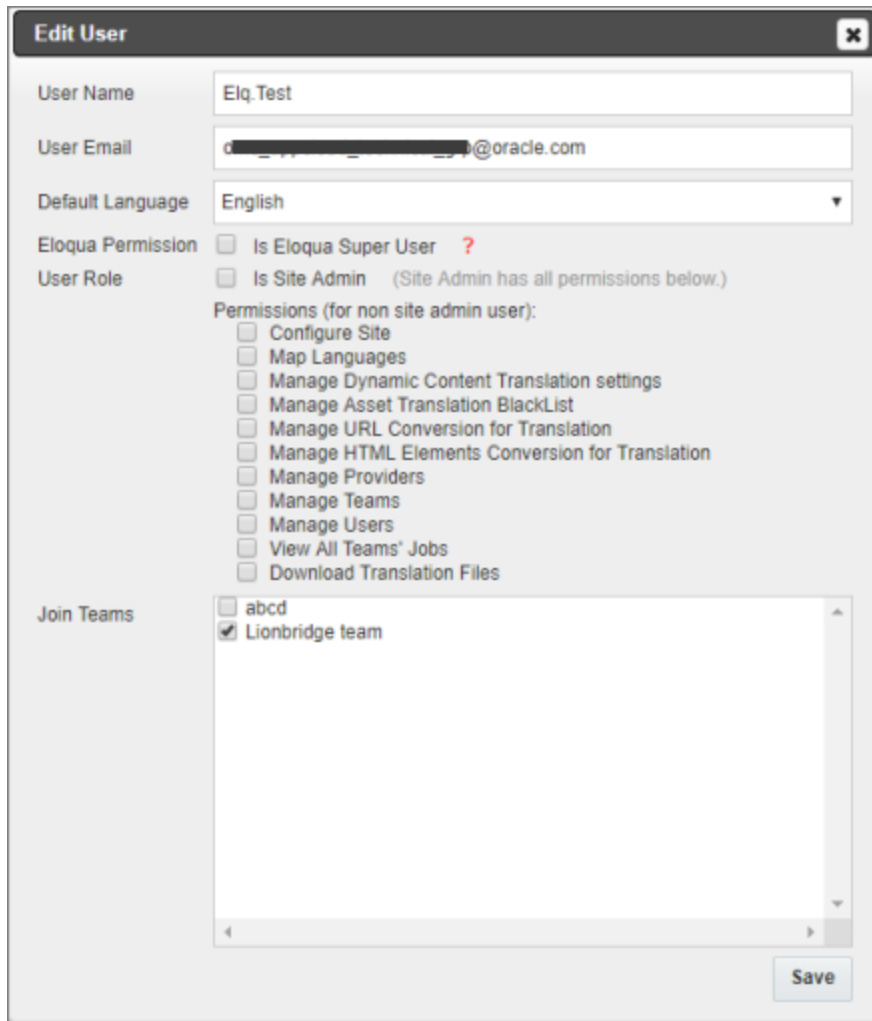 Edit User
User Name Elq.Test
User Email @oracle.com
Default Language English
Eloqua Permission Is Eloqua Super User ?
User Role Is Site Admin (Site Admin has all permissions below.)
Permissions (for non site admin user):
Configure Site
Map Languages
Manage Dynamic Content Translation settings
Manage Asset Translation BlackList
Manage URL Conversion for Translation
Manage HTML Elements Conversion for Translation
Manage Providers
Manage Teams
Manage Users
View All Teams' Jobs
Download Translation Files
Join Teams
abcd
Lionbridge team
Save